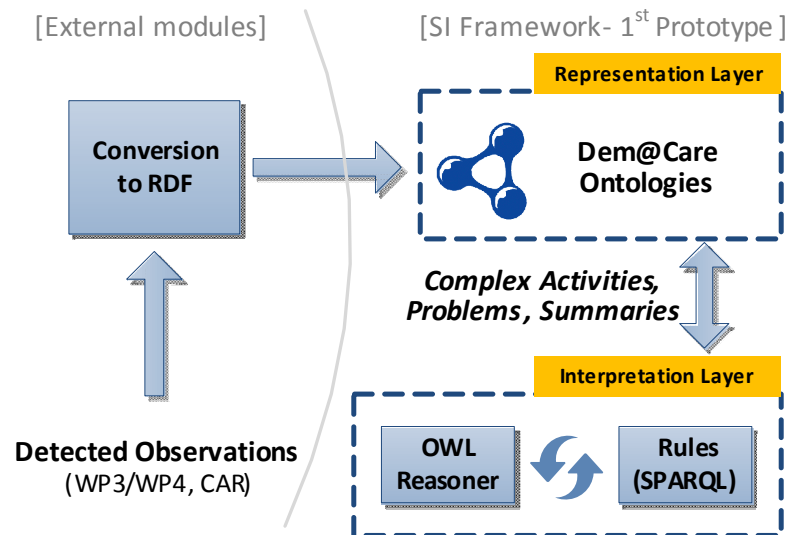 [External modules]
[SI Framework- 1st Prototype]
Representation Layer
Conversion
to RDF
Dem@Care
Ontologies
Complex Activities,
Problems, Summaries
Interpretation Layer
Detected Observations
(WP3/WP4, CAR)
OWL
Reasoner
Rules
(SPARQL)